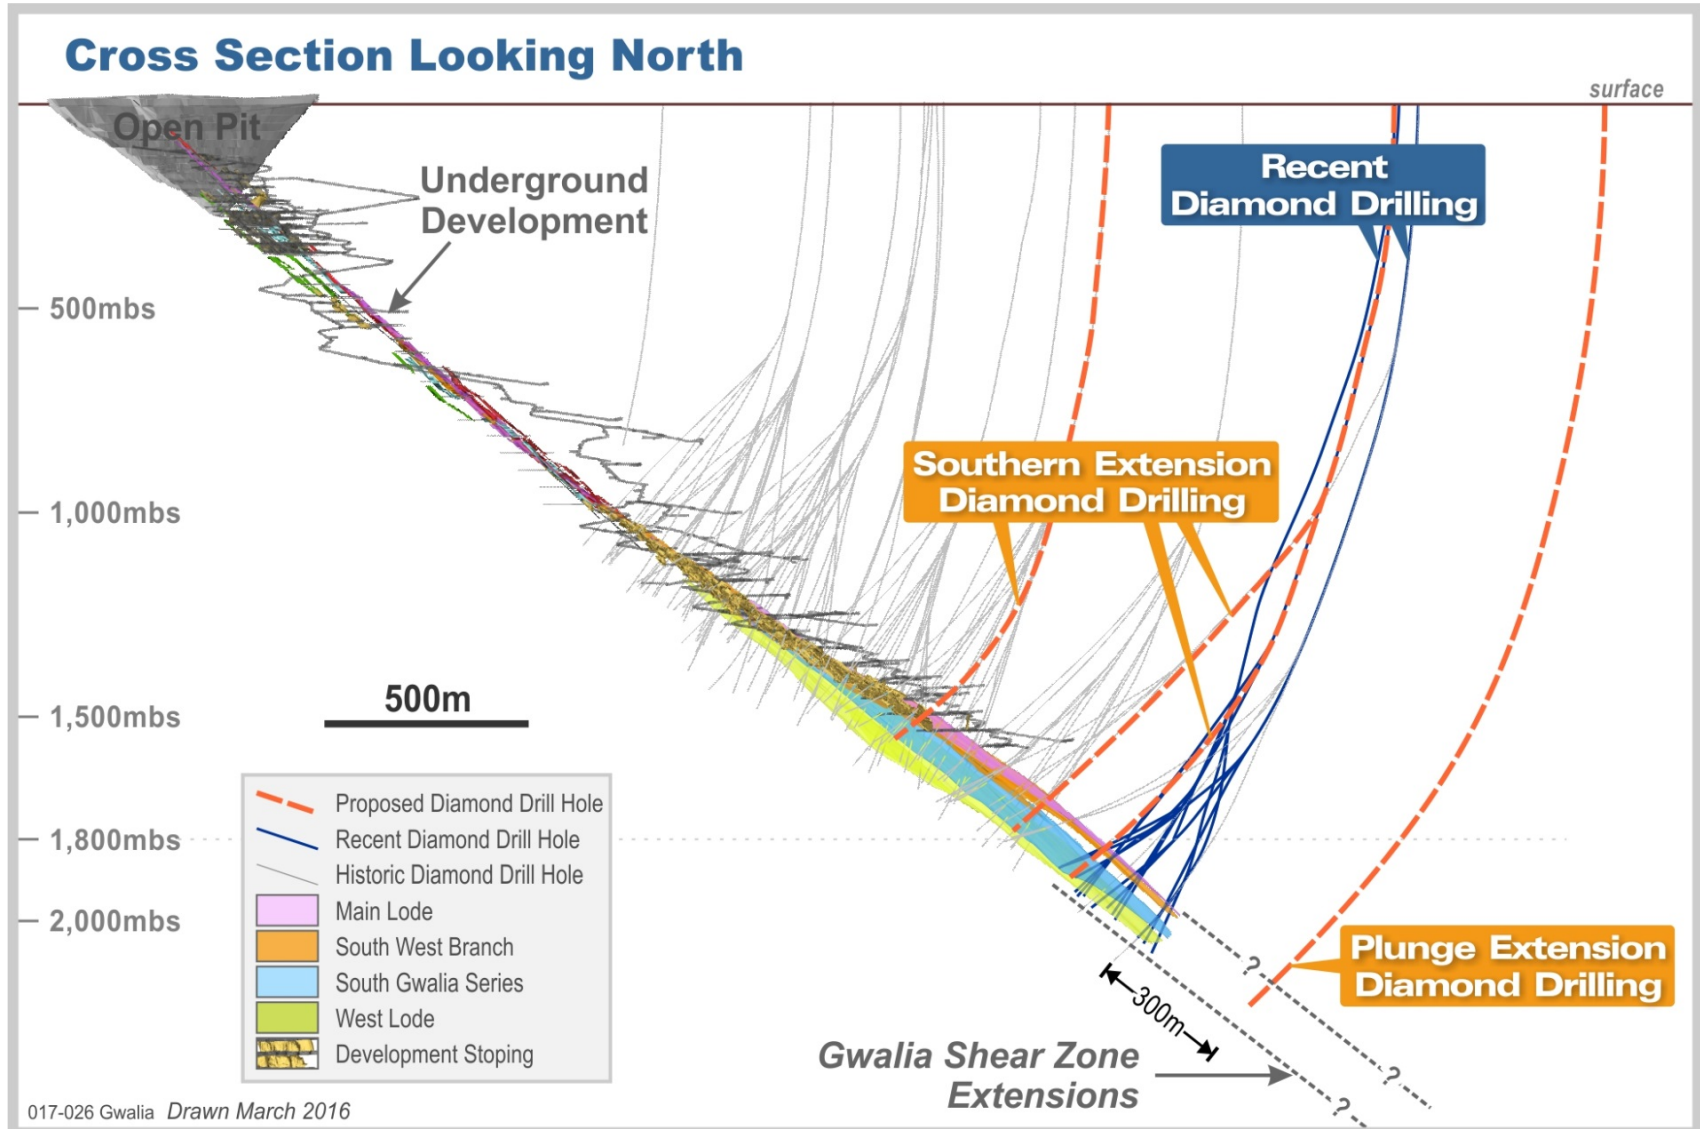 Cross Section Looking North
surface
Open Pit
Underground
Development
Recent
Diamond Drilling
500mbs
Southern Extension
Diamond Drilling
1,000mbs
500m
1,500mbs
1,800mbs
2,000mbs
Proposed Diamond Drill Hole
Recent Diamond Drill Hole
Historic Diamond Drill Hole
Main Lode
South West Branch
South Gwalia Series
West Lode
Development Stoping
Plunge Extension
Diamond Drilling
?
300m
Gwalia Shear Zone
Extensions
?
?
017-026 Gwalia Drawn March 2016